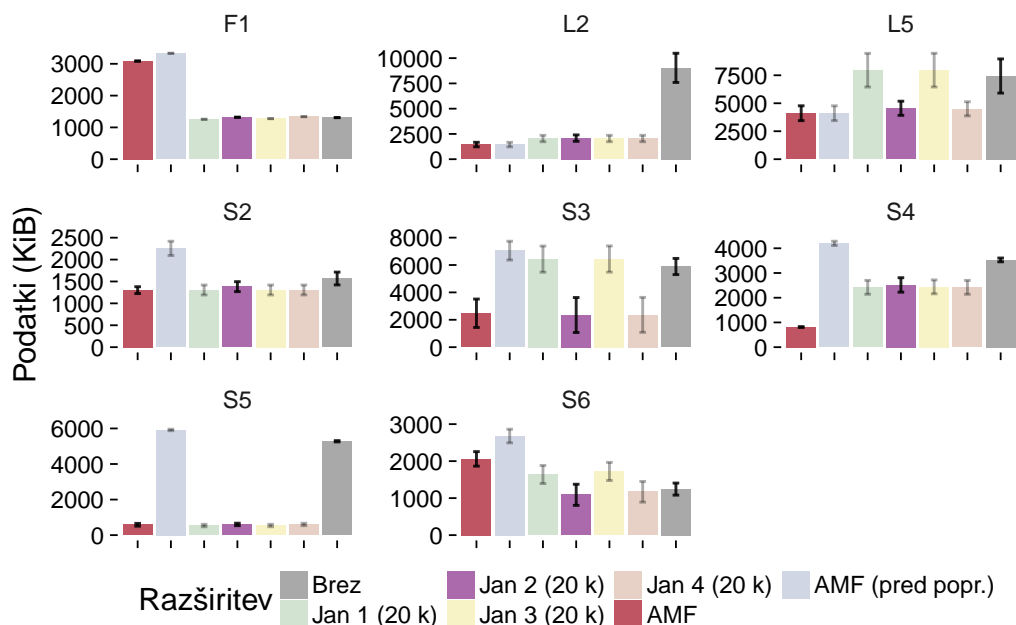 F1
L2
L5
3000
2000
1000
0
10000
7500
5000
2500
0
7500
5000
2500
0
S2
S3
S4
2500
2000
1500
1000
500
0
8000
6000
4000
2000
0
4000
3000
2000
1000
0
S5
S6
6000
4000
2000
0
3000
2000
1000
0
Podatki (KiB)
Razširitev
Brez
Jan 2 (20 k)
Jan 4 (20 k)
AMF (pred popr.)
Jan 1 (20 k)
Jan 3 (20 k)
AMF